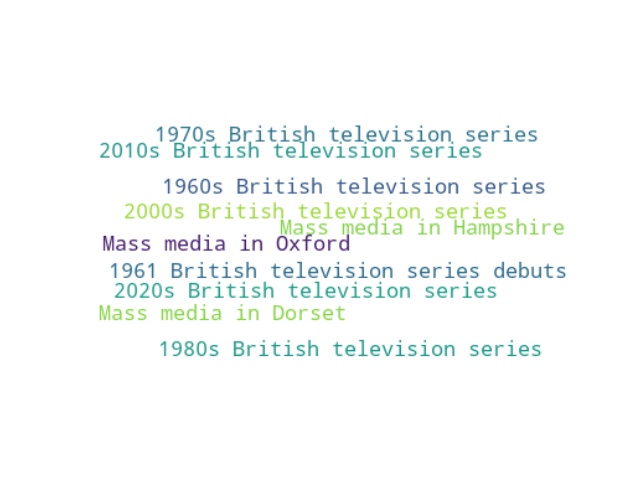 1970s British television series
2010s British television series
1960s British television series
2000s British television series
Mass media in Hampshire
Mass media in Oxford
1961 British television series debuts
2020s British television series
Mass media in Dorset
1980s British television series